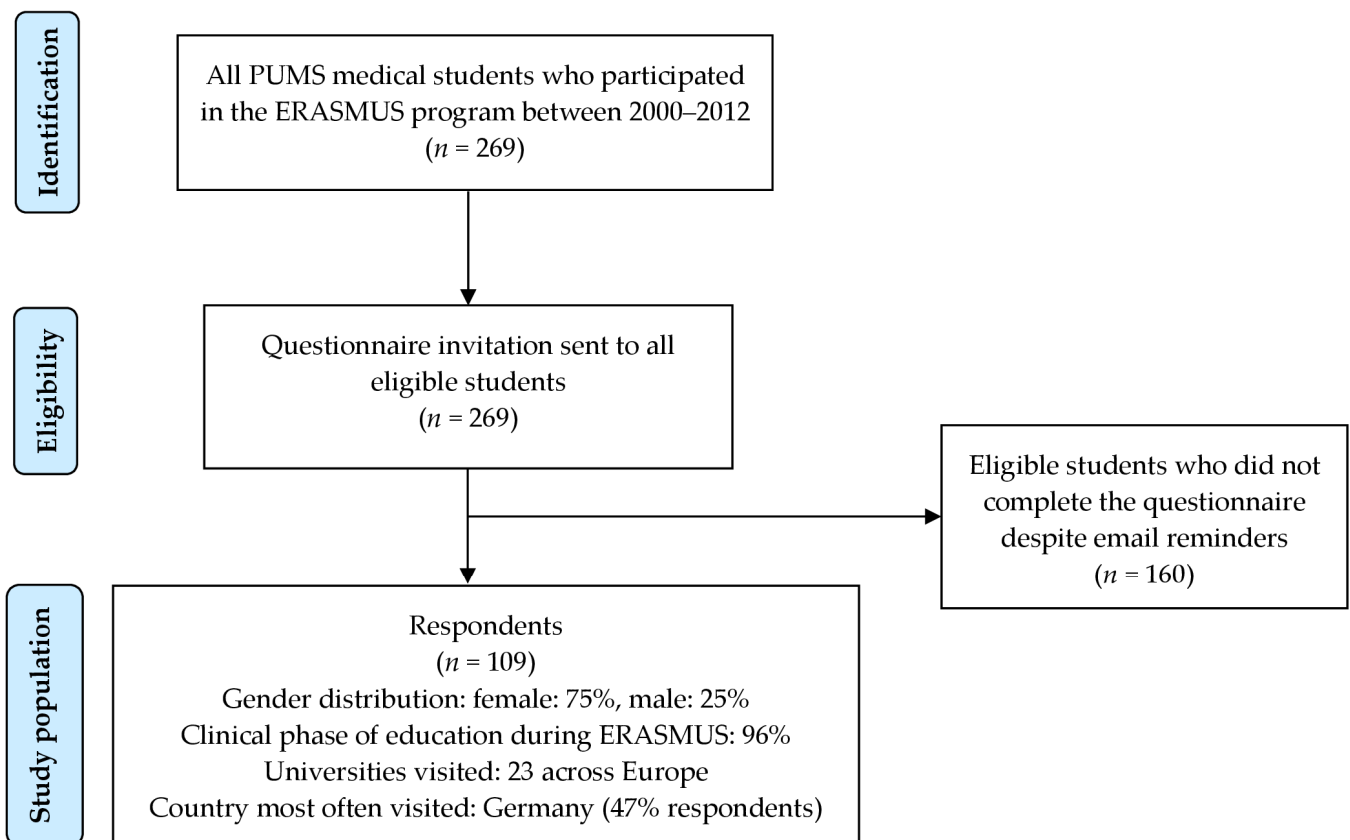 Identification
All PUMS medical students who participated
in the ERASMUS program between 2000–2012
(n = 269)
Eligibility
Questionnaire invitation sent to all
eligible students
(n = 269)
Eligible students who did not
complete the questionnaire
despite email reminders
(n = 160)
Study population
Respondents
(n = 109)
Gender distribution: female: 75%, male: 25%
Clinical phase of education during ERASMUS: 96%
Universities visited: 23 across Europe
Country most often visited: Germany (47% respondents)